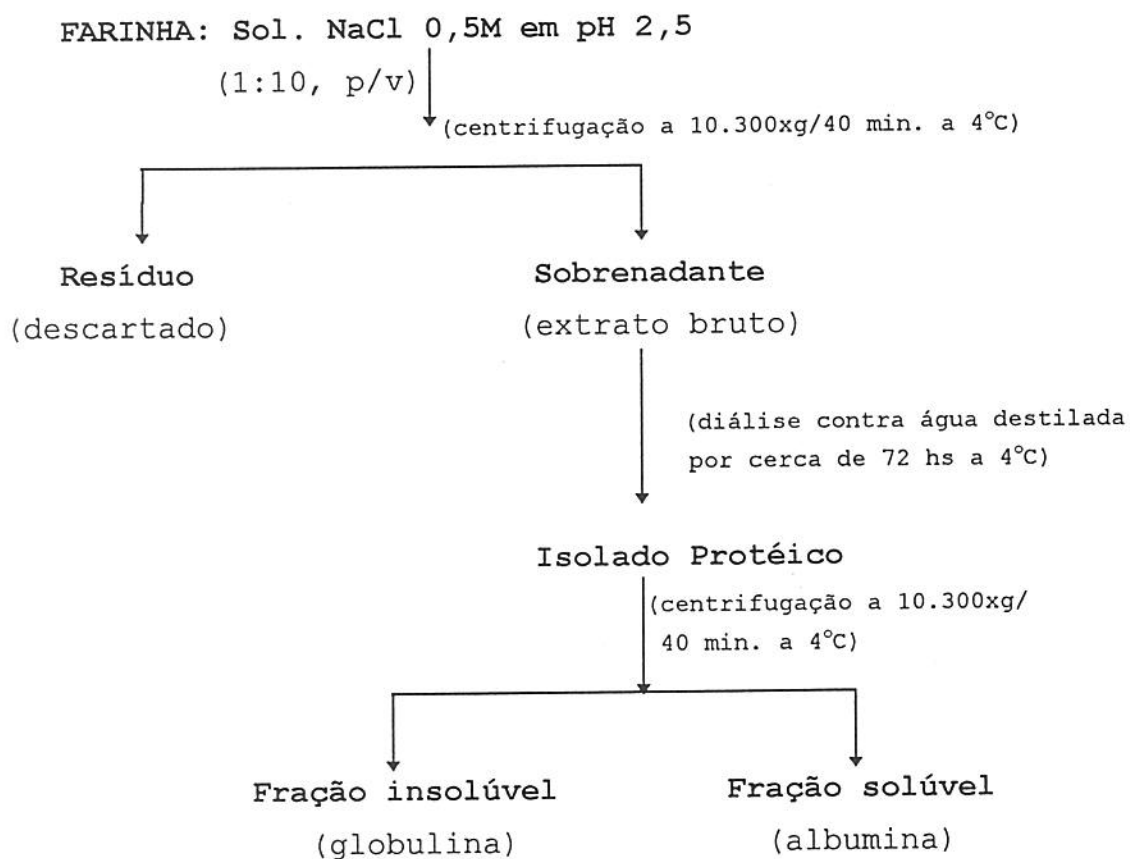 FARINHA: Sol. NaCl 0,5M em pH 2,5
(1:10, p/v)
(centrifugação a 10.300xg/40 min. a 4°C)
Resíduo
(descartado)
Sobrenadante
(extrato bruto)
(diálise contra água destilada
por cerca de 72 hs a 4°C)
Isolado Protéico
(centrifugação a 10.300xg/
40 min. a 4°C)
Fração insolúvel
(globulina)
Fração solúvel
(albumina)